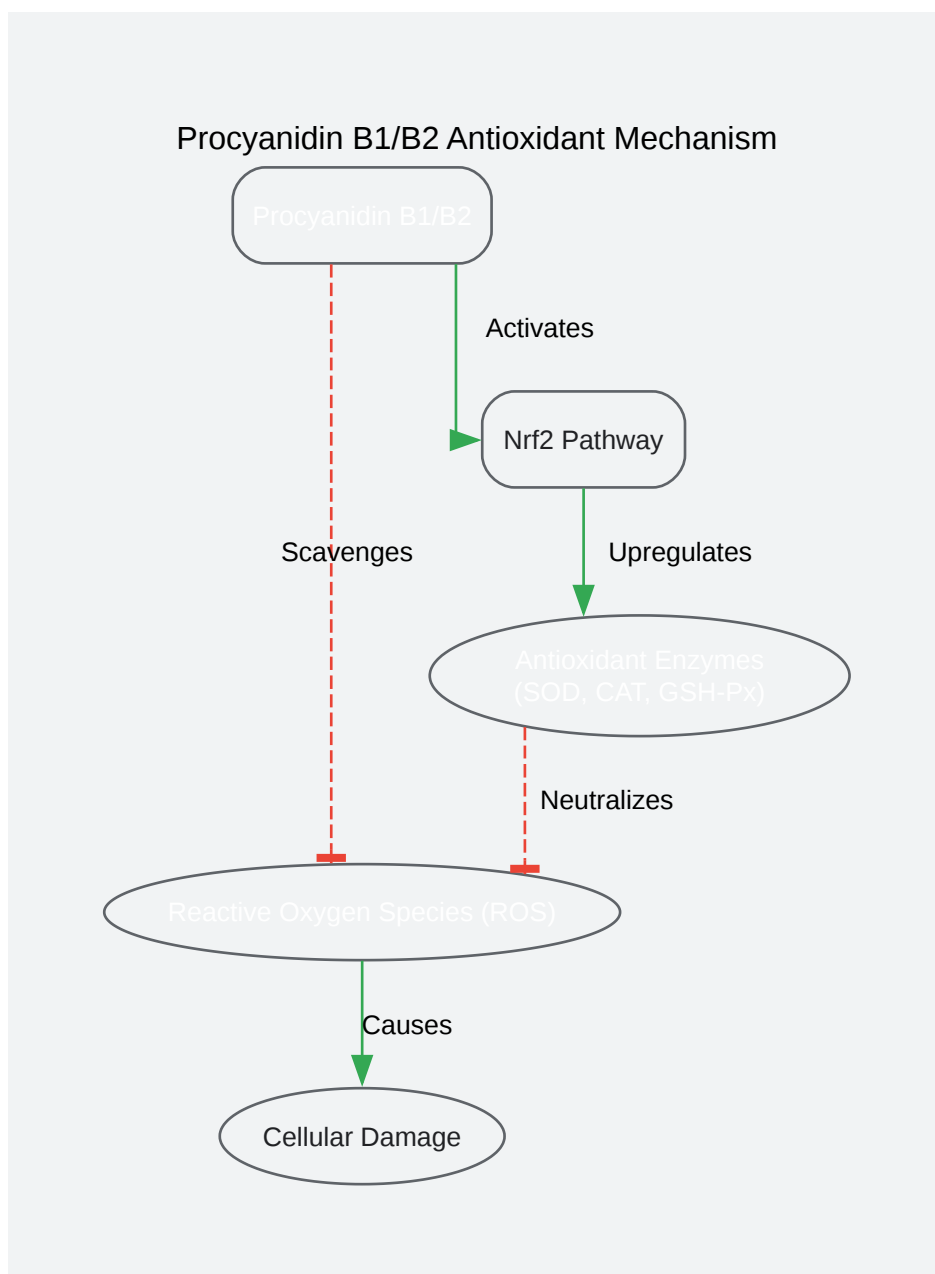 Procyanidin B1/B2 Antioxidant Mechanism
Procyanidin B1/B2
Activates
Nrf2 Pathway
Scavenges
Upregulates
Antioxidant Enzymes
(SOD, CAT, GSH-Px)
Neutralizes
Reactive Oxygen Species (ROS)
Causes
Cellular Damage